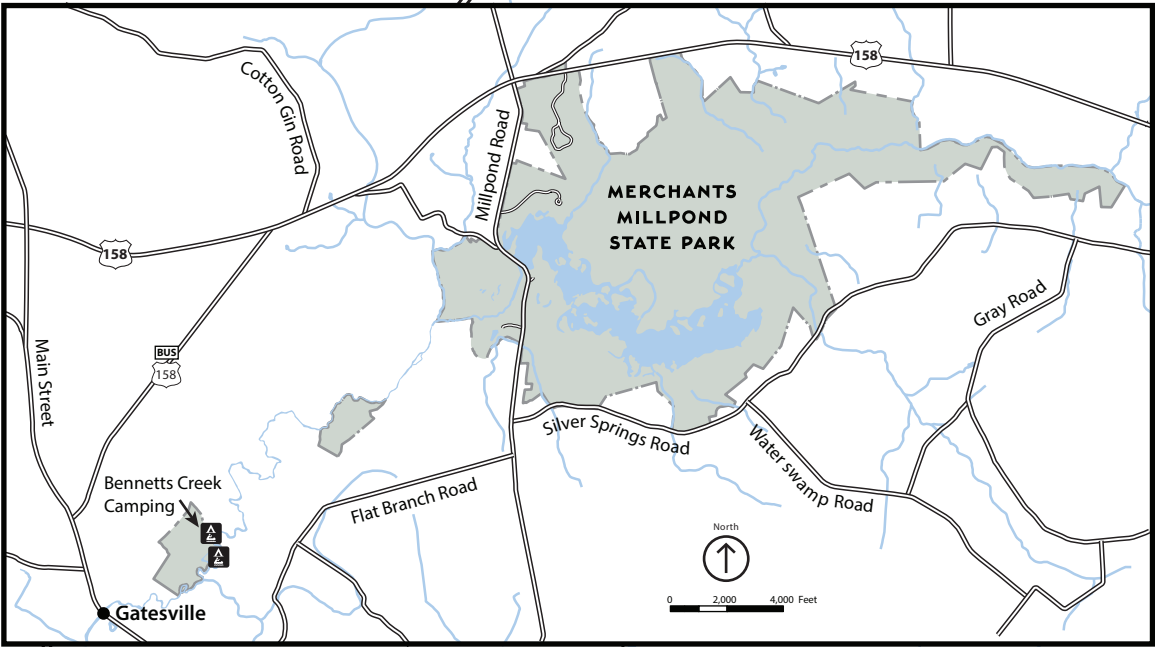 158
Cotton Gin Road
Millpond Road
MERCHANTS
MILLPOND
STATE PARK
158
Gray Road
Main Street
BUS
158
Silver Springs Road
Water swamp Road
Bennetts Creek
Camping
Flat Branch Road
North
0 2,000 4,000 Feet
Gatesville